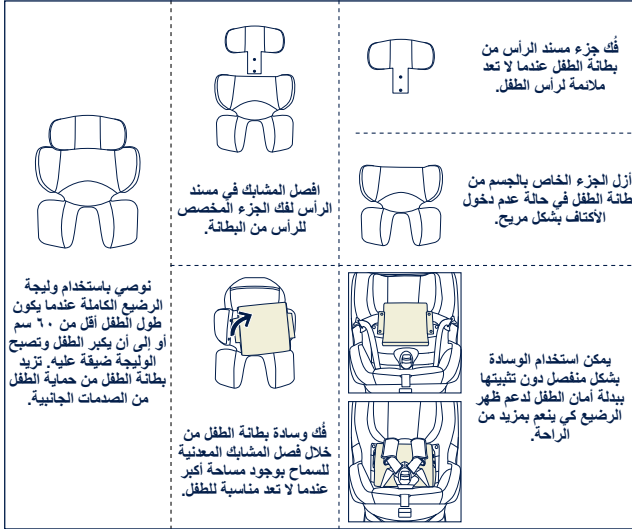 فُك جزء مسند الرأس من
بطانة الطفل عندما لا تعد
ملائمة لرأس الطفل.
أزل الجزء الخاص بالجسم من
بطانة الطفل في حالة عدم دخول
الأكتاف بشكل مريح.
افصل المشابك في مسند
الرأس لفك الجزء المخصص
للرأس من البطانة.
نوصي باستخدام وليجة
الرضيع الكاملة عندما يكون
طول الطفل أقل من ٦٠ سم
أو إلى أن يكبر الطفل وتصبح
الوليجة ضيقة عليه. تزيد
بطانة الطفل من حماية الطفل
من الصدمات الجانبية.
يمكن استخدام الوسادة
بشكل منفصل دون تثبيتها
ببدلة أمان الطفل لدعم ظهر
الرضيع كي ينعم بمزيد من
الراحة.
فُك وسادة بطانة الطفل من
خلال فصل المشابك المعدنية
للسماح بوجود مساحة أكبر
عندما لا تعد مناسبة للطفل.